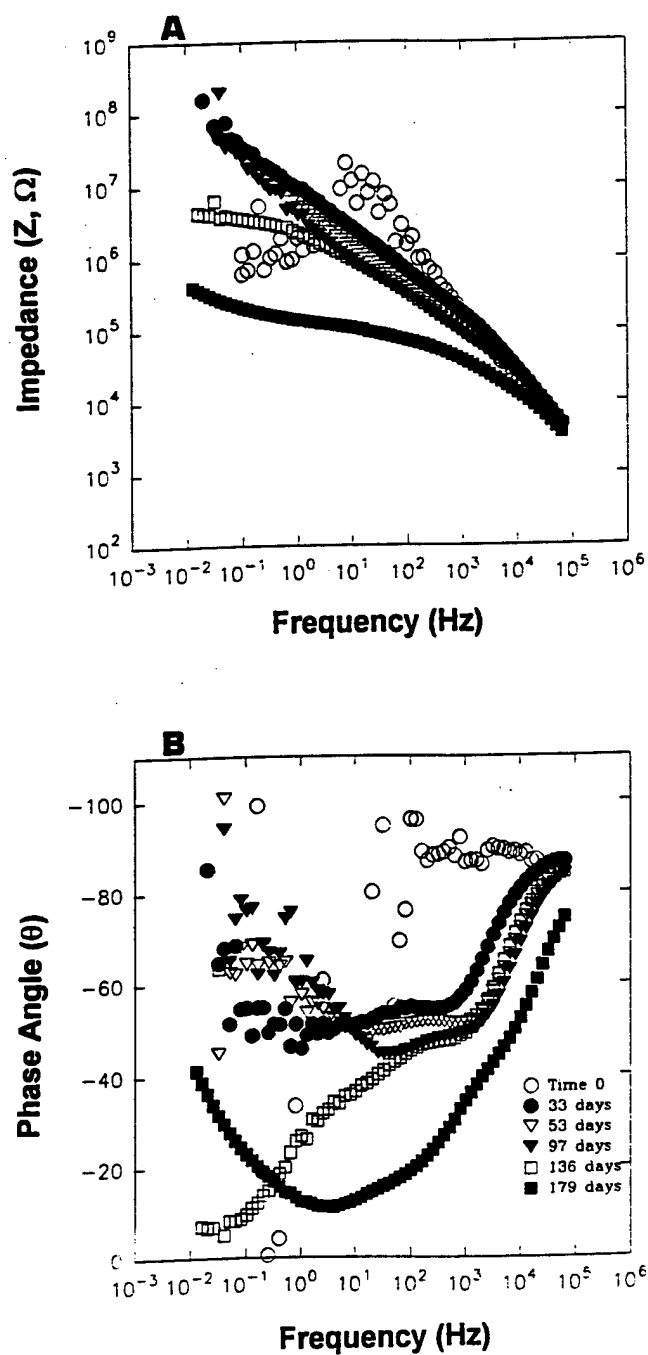 A
10⁹
10⁸
10⁷
10⁶
10⁵
10⁴
10³
10²
Impedance (Z, Ω)
10⁻³ 10⁻² 10⁻¹ 10⁰ 10¹ 10² 10³ 10⁴ 10⁵ 10⁶
Frequency (Hz)
B
-100
-80
-60
-40
-20
0
Phase Angle (θ)
Time 0
33 days
53 days
97 days
136 days
179 days
10⁻³ 10⁻² 10⁻¹ 10⁰ 10¹ 10² 10³ 10⁴ 10⁵ 10⁶
Frequency (Hz)